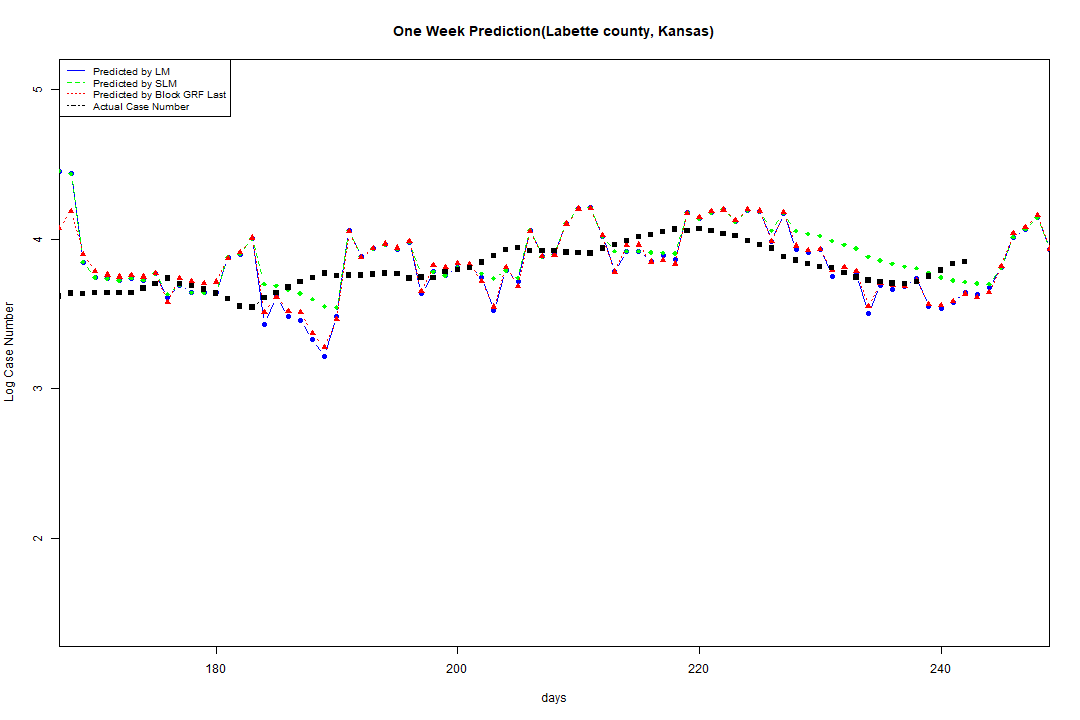 One Week Prediction(Labette county, Kansas)
Predicted by LM
Predicted by SLM
Predicted by Block GRF Last
Actual Case Number
5
4
3
2
Log Case Number
180
200
220
240
days